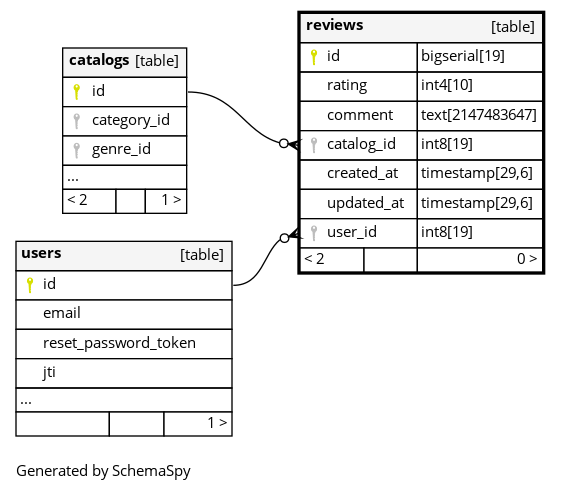 catalogs [table]
id
category_id
genre_id
...
< 2 1 >
users [table]
id
email
reset_password_token
jti
...
1 >
reviews [table]
id bigserial[19]
rating int4[10]
comment text[2147483647]
catalog_id int8[19]
created_at timestamp[29,6]
updated_at timestamp[29,6]
user_id int8[19]
< 2 0 >
Generated by SchemaSpy